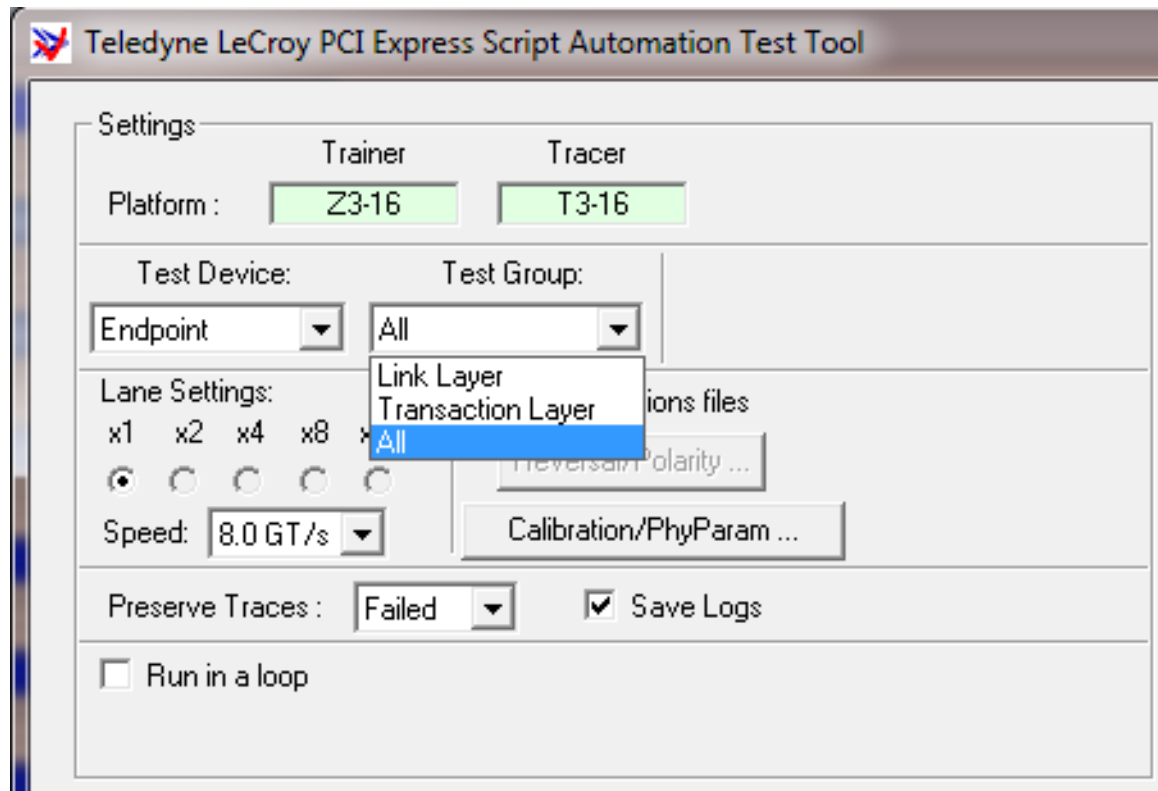 Teledyne LeCroy PCI Express Script Automation Test Tool
Settings
Trainer Tracer
Platform : Z3-16 T3-16
Test Device: Test Group:
Endpoint All
Link Layer
Transaction Layer
All
Lane Settings: files
x1 x2 x4 x8
/Polarity ...
Speed: 8.0 GT/s Calibration/PhyParam ...
Preserve Traces : Failed Save Logs
Run in a loop